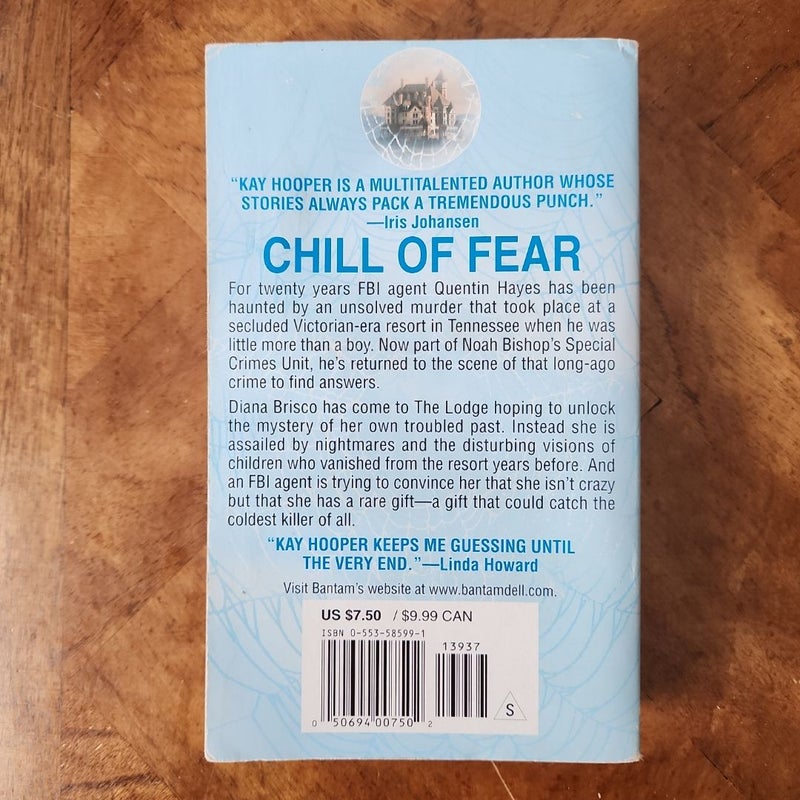 “KAY HOOPER IS A MULTITALENTED AUTHOR WHOSE
STORIES ALWAYS PACK A TREMENDOUS PUNCH.”
—Iris Johansen
CHILL OF FEAR
For twenty years FBI agent Quentin Hayes has been
haunted by an unsolved murder that took place at a
secluded Victorian-era resort in Tennessee when he was
little more than a boy. Now part of Noah Bishop’s Special
Crimes Unit, he’s returned to the scene of that long-ago
crime to find answers.
Diana Brisco has come to The Lodge hoping to unlock
the mystery of her own troubled past. Instead she is
assailed by nightmares and the disturbing visions of
children who vanished from the resort years before. And
an FBI agent is trying to convince her that she isn’t crazy
but that she has a rare gift—a gift that could catch the
coldest killer of all.
“KAY HOOPER KEEPS ME GUESSING UNTIL
THE VERY END.”—Linda Howard
Visit Bantam’s website at www.bantamdell.com.
US $7.50 / $9.99 CAN
ISBN 0-553-58599-1
13937
S
0 50694 00750 2